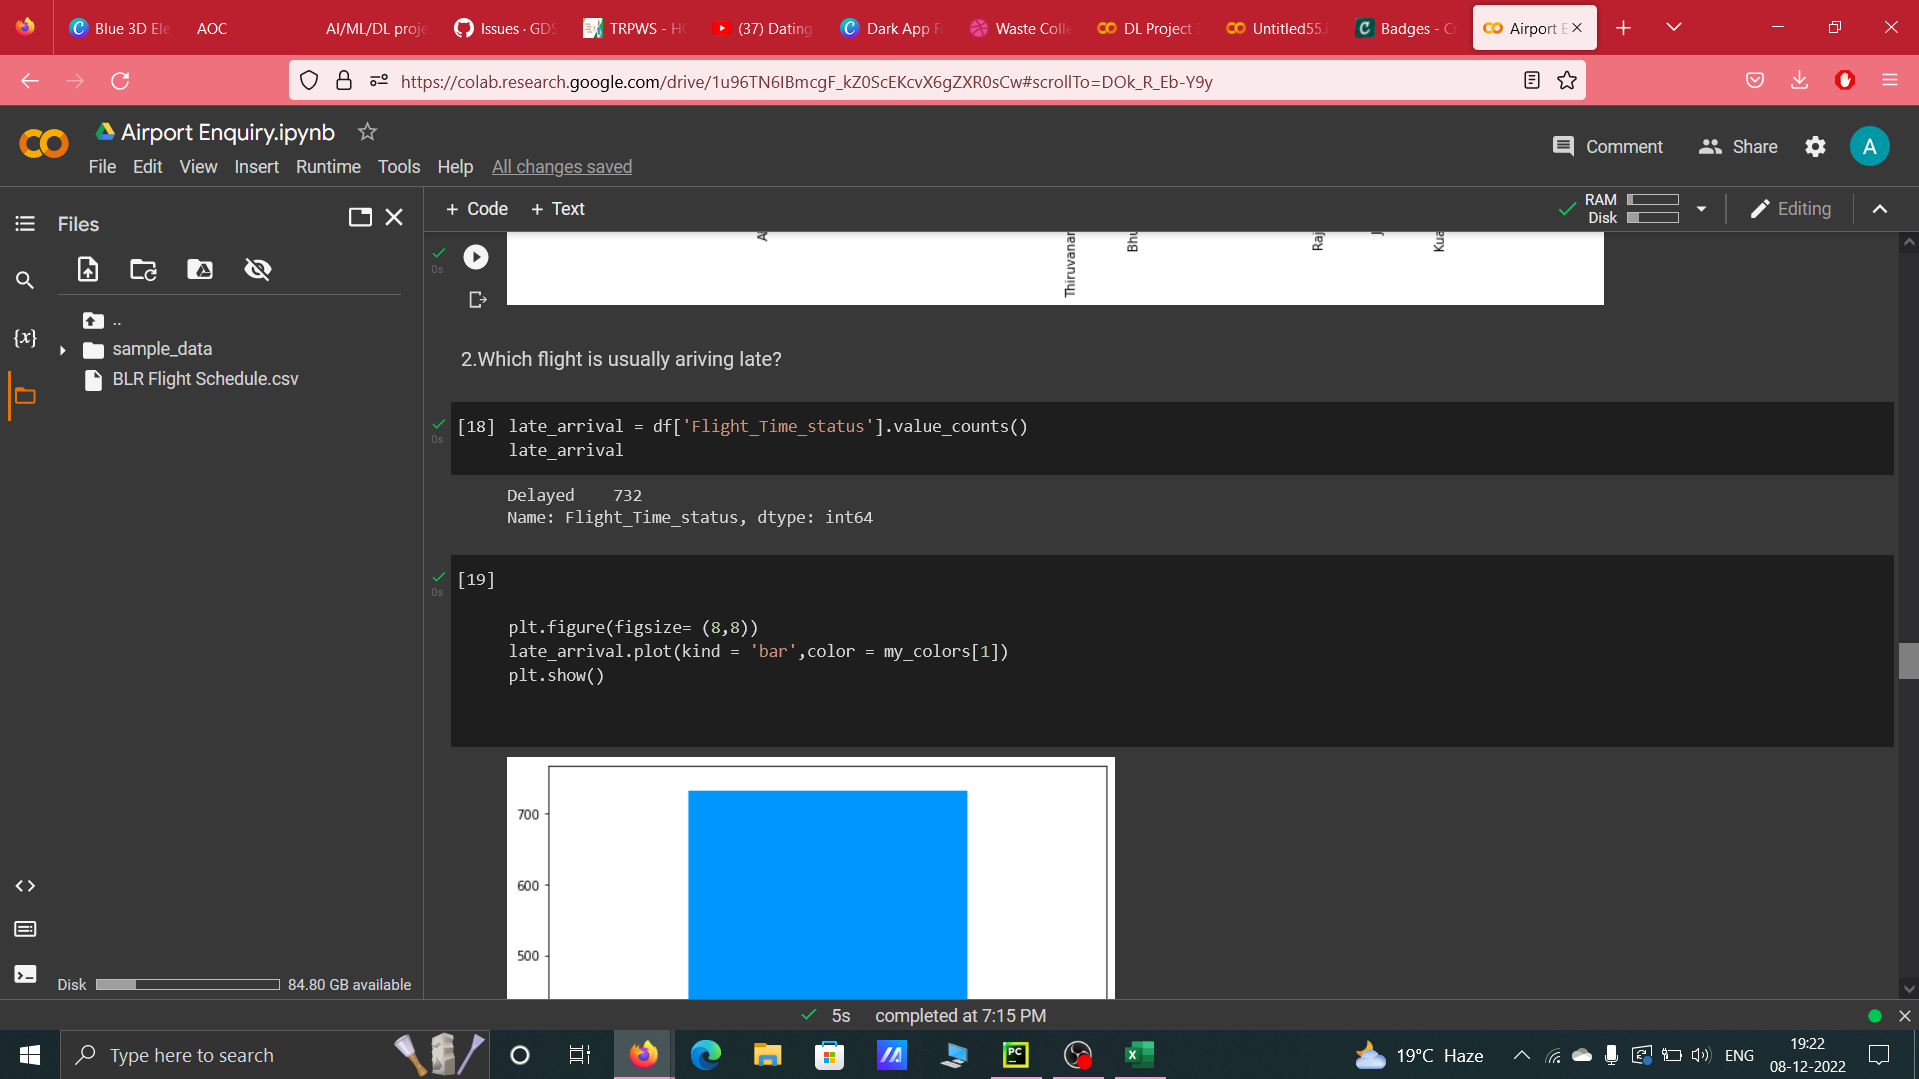 Blue 3D Ele
AOC
AI/ML/DL proje
Issues · GDS
TRPWS - HO
(37) Dating
Dark App F
Waste Colle
DL Project
Untitled55.i
Badges - C
Airport E
https://colab.research.google.com/drive/1u96TN6IBmcgF_kZ0ScEKcvX6gZXR0sCw#scrollTo=DOk_R_Eb-Y9y
Airport Enquiry.ipynb
File Edit View Insert Runtime Tools Help All changes saved
Comment
Share
A
Files
+ Code + Text
RAM
Disk
Editing
..
sample_data
BLR Flight Schedule.csv
{x}
0s
A
Thiruvanar
Bhu
Raj
J
Kua
2.Which flight is usually ariving late?
0s
[18] late_arrival = df['Flight_Time_status'].value_counts()
late_arrival
Delayed    732
Name: Flight_Time_status, dtype: int64
0s
[19]
plt.figure(figsize= (8,8))
late_arrival.plot(kind = 'bar',color = my_colors[1])
plt.show()
700
600
500
Disk 84.80 GB available
5s completed at 7:15 PM
Type here to search
PC
19°C Haze
ENG
19:22
08-12-2022